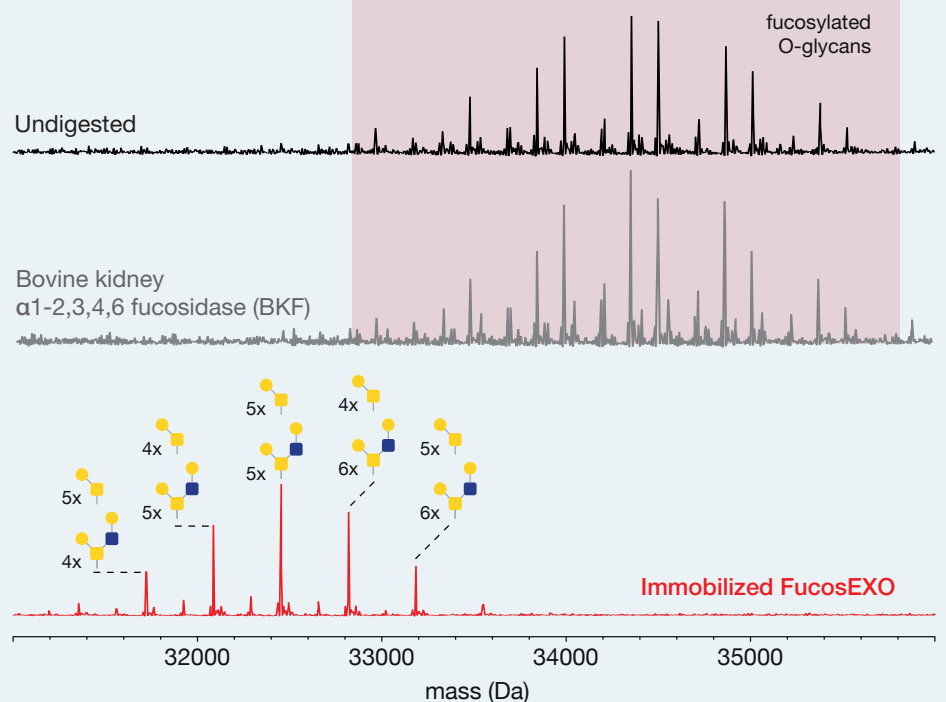 fucosylated
O-glycans
Undigested
Bovine kidney
α1-2,3,4,6 fucosidase (BKF)
5x
4x
4x
5x
5x
5x
4x
6x
5x
6x
Immobilized FucosEXO
32000
33000
34000
35000
mass (Da)